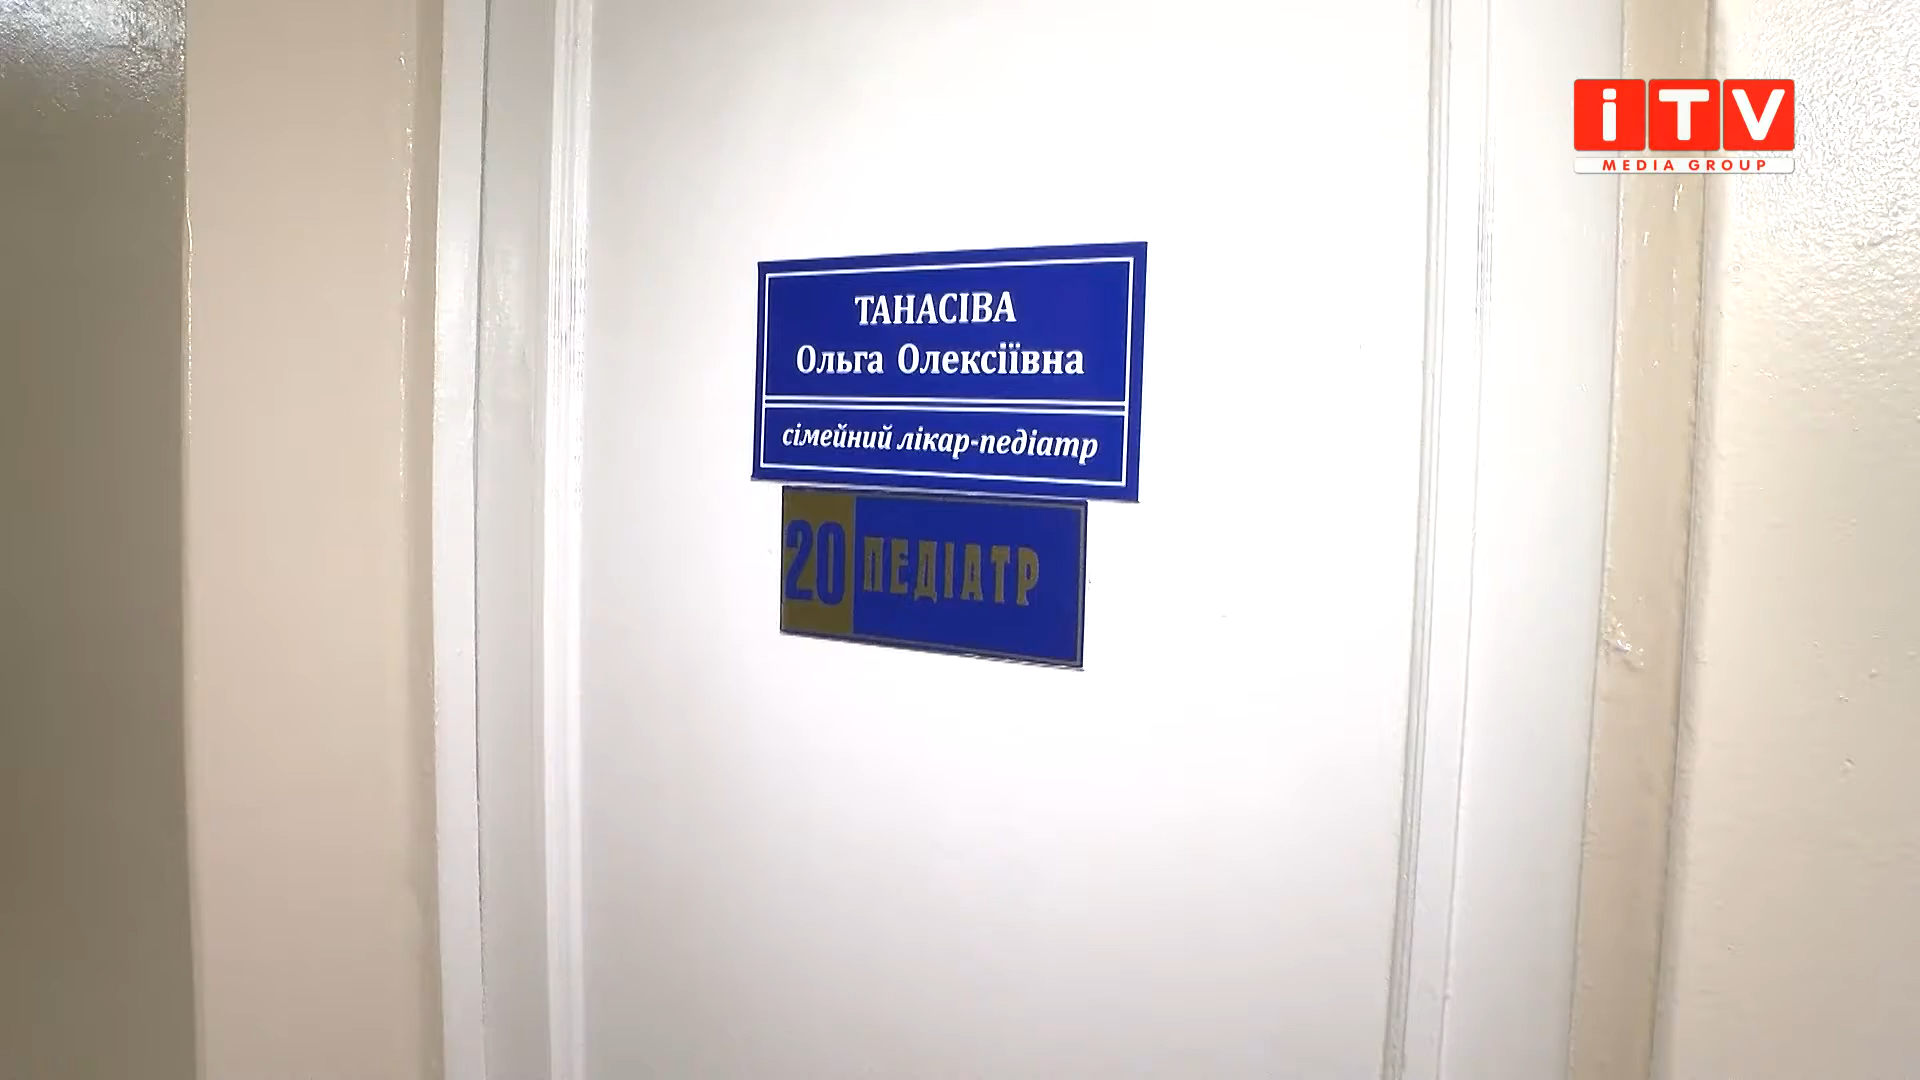 iTV
MEDIA GROUP
ТАНАСІВА
Ольга Олексіївна
сімейний лікар-педіатр
20 ПЕДІАТР